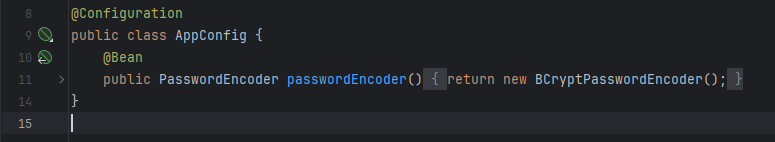 8 @Configuration
9 public class AppConfig {
10 @Bean
11 public PasswordEncoder passwordEncoder() { return new BCryptPasswordEncoder(); }
14 }
15